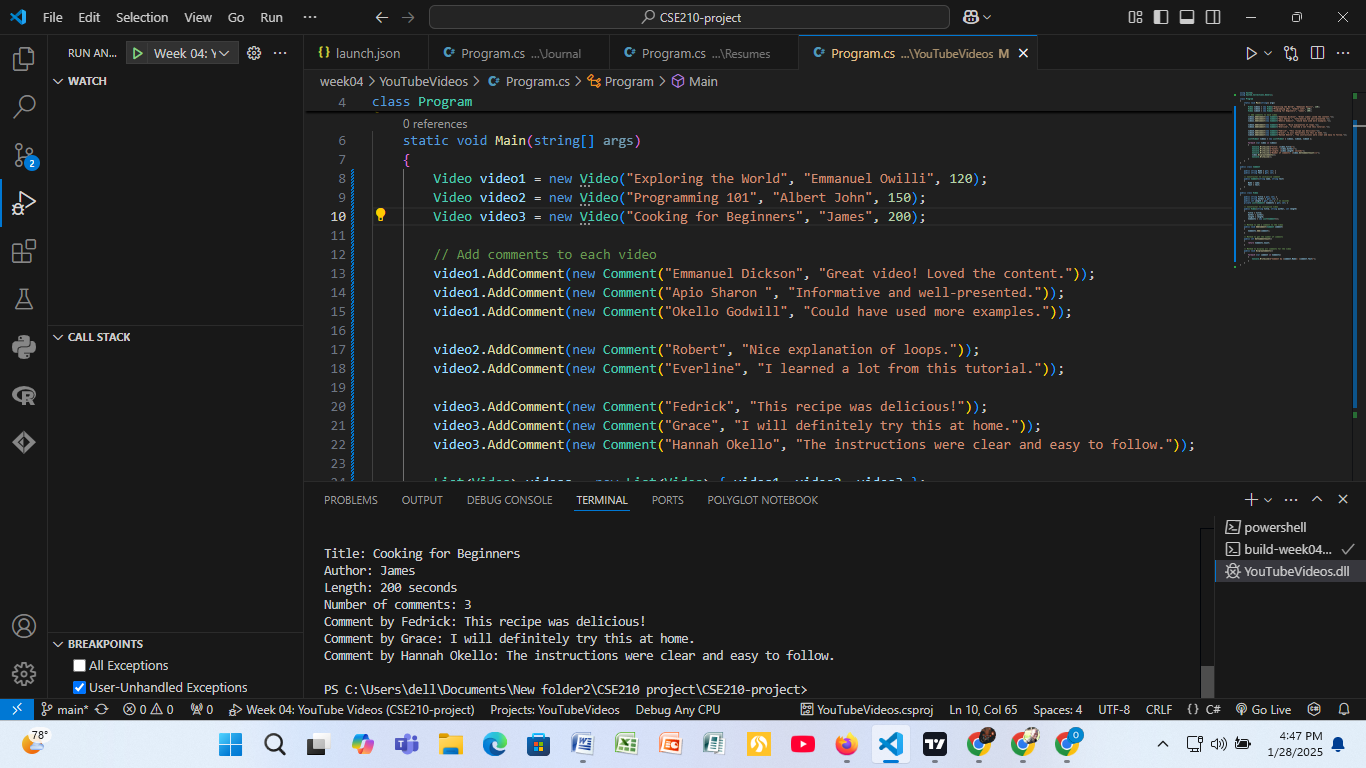 File Edit Selection View Go Run ··· CSE210-project
RUN AN... Week 04: Y ···
launch.json Program.cs ...\Journal Program.cs ...\Resumes Program.cs ...\YouTubeVideos M
week04 > YouTubeVideos > Program.cs > Program > Main
WATCH
CALL STACK
BREAKPOINTS
All Exceptions
User-Unhandled Exceptions
2
4 class Program
0 references
6 static void Main(string[] args)
7 {
8 Video video1 = new Video("Exploring the World", "Emmanuel Owilli", 120);
9 Video video2 = new Video("Programming 101", "Albert John", 150);
10 Video video3 = new Video("Cooking for Beginners", "James", 200);
11
12 // Add comments to each video
13 video1.AddComment(new Comment("Emmanuel Dickson", "Great video! Loved the content."));
14 video1.AddComment(new Comment("Apio Sharon ", "Informative and well-presented."));
15 video1.AddComment(new Comment("Okello Godwill", "Could have used more examples."));
16
17 video2.AddComment(new Comment("Robert", "Nice explanation of loops."));
18 video2.AddComment(new Comment("Everline", "I learned a lot from this tutorial."));
19
20 video3.AddComment(new Comment("Fedrick", "This recipe was delicious!"));
21 video3.AddComment(new Comment("Grace", "I will definitely try this at home."));
22 video3.AddComment(new Comment("Hannah Okello", "The instructions were clear and easy to follow."));
23
24 List<Video> videos = new List<Video> { video1, video2, video3 };
PROBLEMS OUTPUT DEBUG CONSOLE TERMINAL PORTS POLYGLOT NOTEBOOK
Title: Cooking for Beginners
Author: James
Length: 200 seconds
Number of comments: 3
Comment by Fedrick: This recipe was delicious!
Comment by Grace: I will definitely try this at home.
Comment by Hannah Okello: The instructions were clear and easy to follow.
PS C:\Users\dell\Documents\New folder2\CSE210 project\CSE210-project>
powershell
build-week04...
YouTubeVideos.dll
main* 0 0 0 Week 04: YouTube Videos (CSE210-project) Projects: YouTubeVideos Debug Any CPU YouTubeVideos.csproj Ln 10, Col 65 Spaces: 4 UTF-8 CRLF {} C# Go Live
78°
4:47 PM
1/28/2025